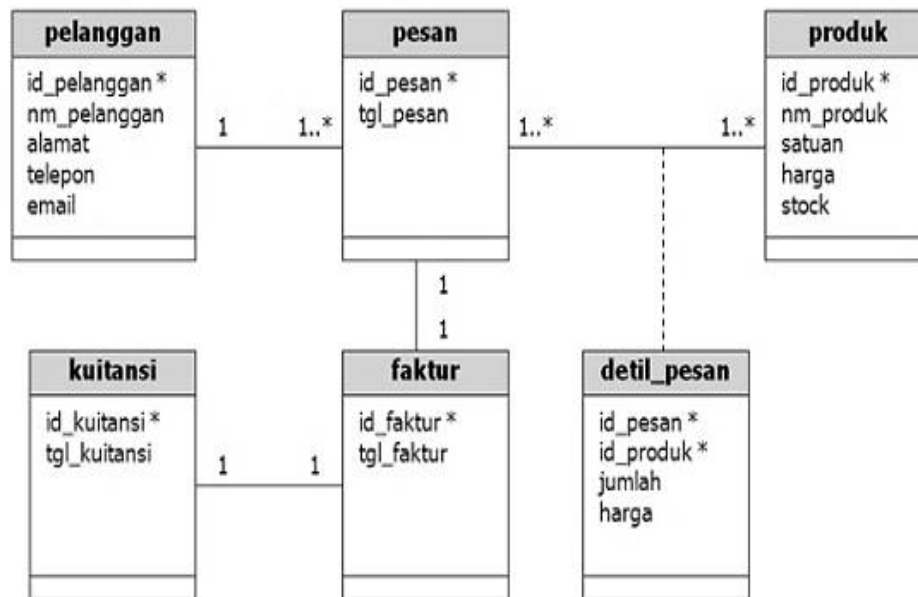 pelanggan
id_pelanggan *
nm_pelanggan
alamat
telepon
email
1
1..*
pesan
id_pesan *
tgl_pesan
1..*
1..*
produk
id_produk *
nm_produk
satuan
harga
stock
1
1
kuitansi
id_kuitansi *
tgl_kuitansi
1
1
faktur
id_faktur *
tgl_faktur
detil_pesan
id_pesan *
id_produk *
jumlah
harga